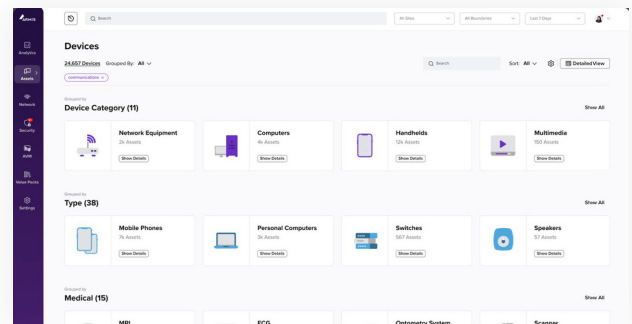 Search
All Sites
All Boundaries
Last 7 Days
Analytics
Assets
Network
Security
AVM
Value Packs
Settings
Devices
24,657 Devices Grouped By: All
Search
Sort: All
Detailed View
communications ×
Grouped by
Device Category (11)
Show All
Network Equipment
2k Assets
Show Details
Computers
4k Assets
Show Details
Handhelds
12k Assets
Show Details
Multimedia
150 Assets
Show Details
Grouped by
Type (38)
Show All
Mobile Phones
7k Assets
Show Details
Personal Computers
3k Assets
Show Details
Switches
567 Assets
Show Details
Speakers
57 Assets
Show Details
Grouped by
Medical (15)
Show All
MRI
ECG
Optometry System
Scanner